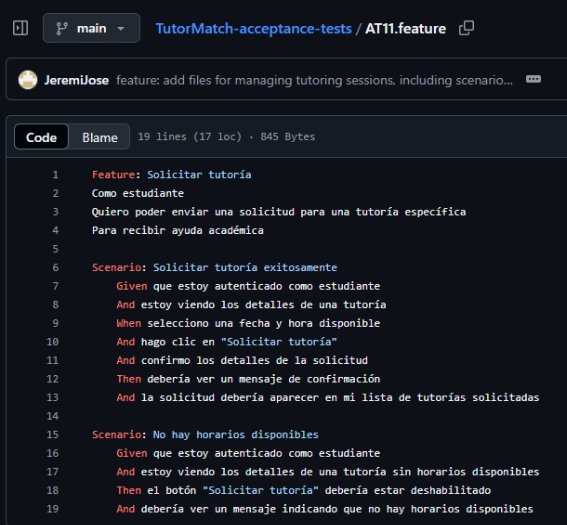 main
TutorMatch-acceptance-tests / AT11.feature
JeremiJose feature: add files for managing tutoring sessions, including scenario...
Code Blame 19 lines (17 loc) · 845 Bytes
1 Feature: Solicitar tutoría
2 Como estudiante
3 Quiero poder enviar una solicitud para una tutoría específica
4 Para recibir ayuda académica
5
6 Scenario: Solicitar tutoría exitosamente
7 Given que estoy autenticado como estudiante
8 And estoy viendo los detalles de una tutoría
9 When selecciono una fecha y hora disponible
10 And hago clic en "Solicitar tutoría"
11 And confirmo los detalles de la solicitud
12 Then debería ver un mensaje de confirmación
13 And la solicitud debería aparecer en mi lista de tutorías solicitadas
14
15 Scenario: No hay horarios disponibles
16 Given que estoy autenticado como estudiante
17 And estoy viendo los detalles de una tutoría sin horarios disponibles
18 Then el botón "Solicitar tutoría" debería estar deshabilitado
19 And debería ver un mensaje indicando que no hay horarios disponibles